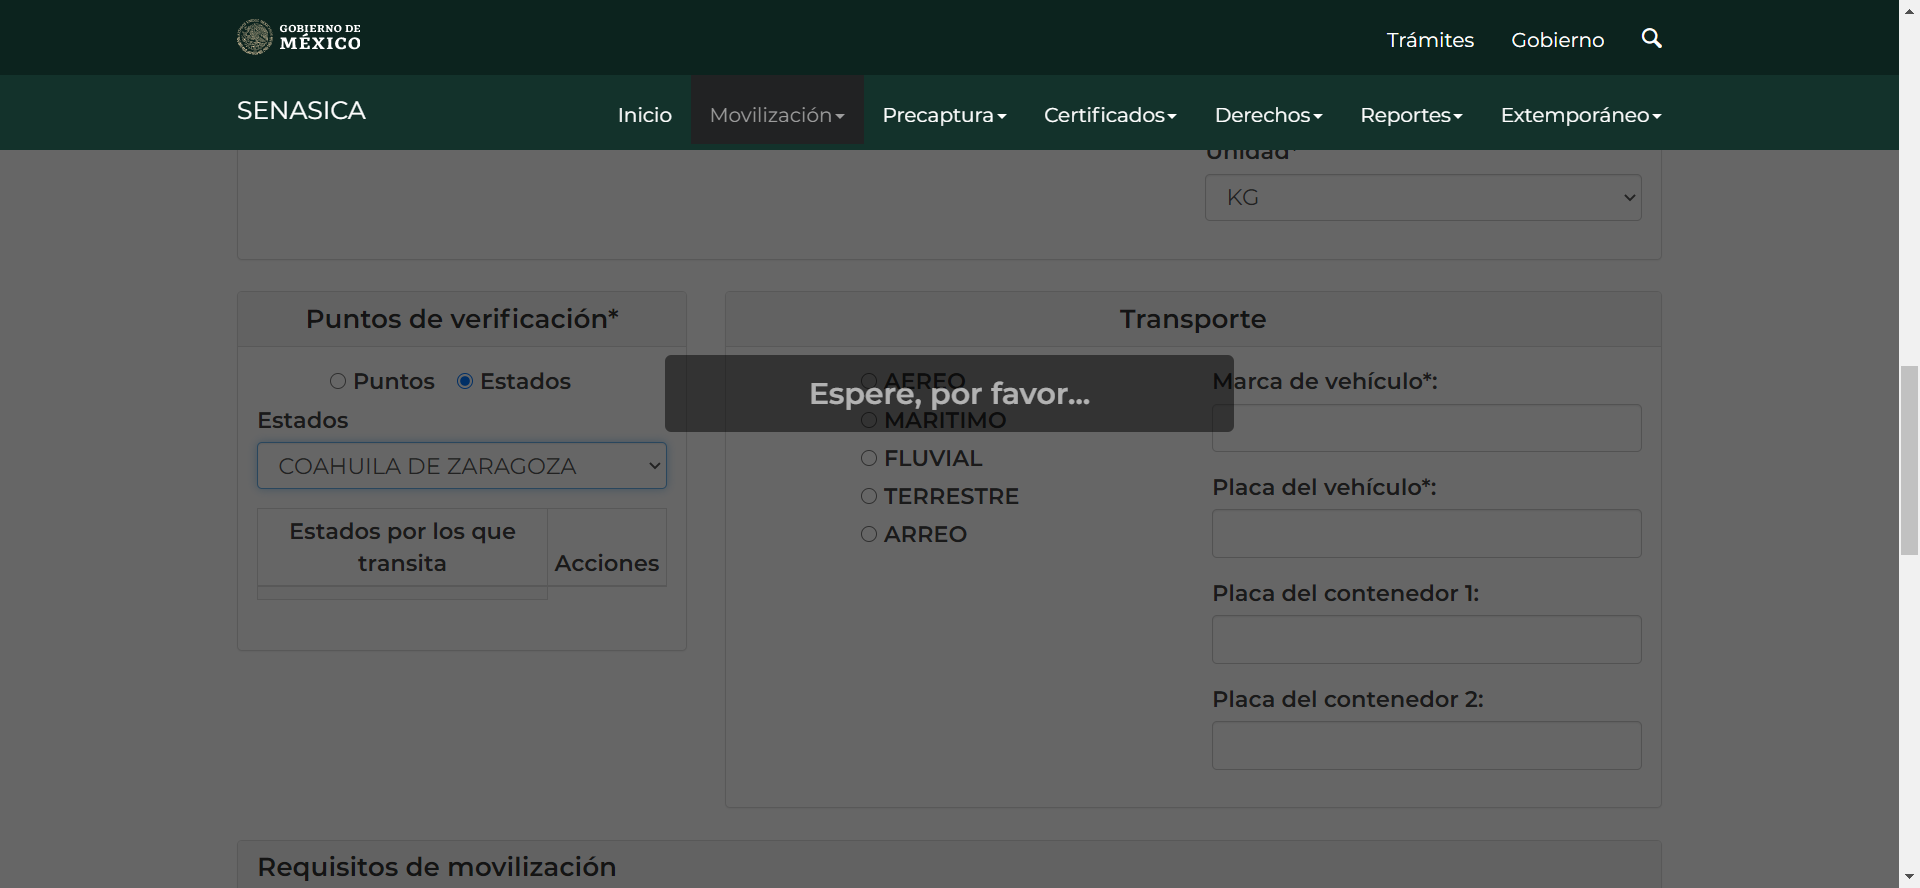 GOBIERNO DE
MÉXICO
Trámites
Gobierno
SENASICA
Inicio
Movilización
Precaptura
Certificados
Derechos
Reportes
Extemporáneo
Unidad*
KG
Puntos de verificación*
Puntos
Estados
Estados
COAHUILA DE ZARAGOZA
Estados por los que
transita
Acciones
Transporte
Espere, por favor...
AEREO
MARITIMO
FLUVIAL
TERRESTRE
ARREO
Marca de vehículo*:
Placa del vehículo*:
Placa del contenedor 1:
Placa del contenedor 2:
Requisitos de movilización